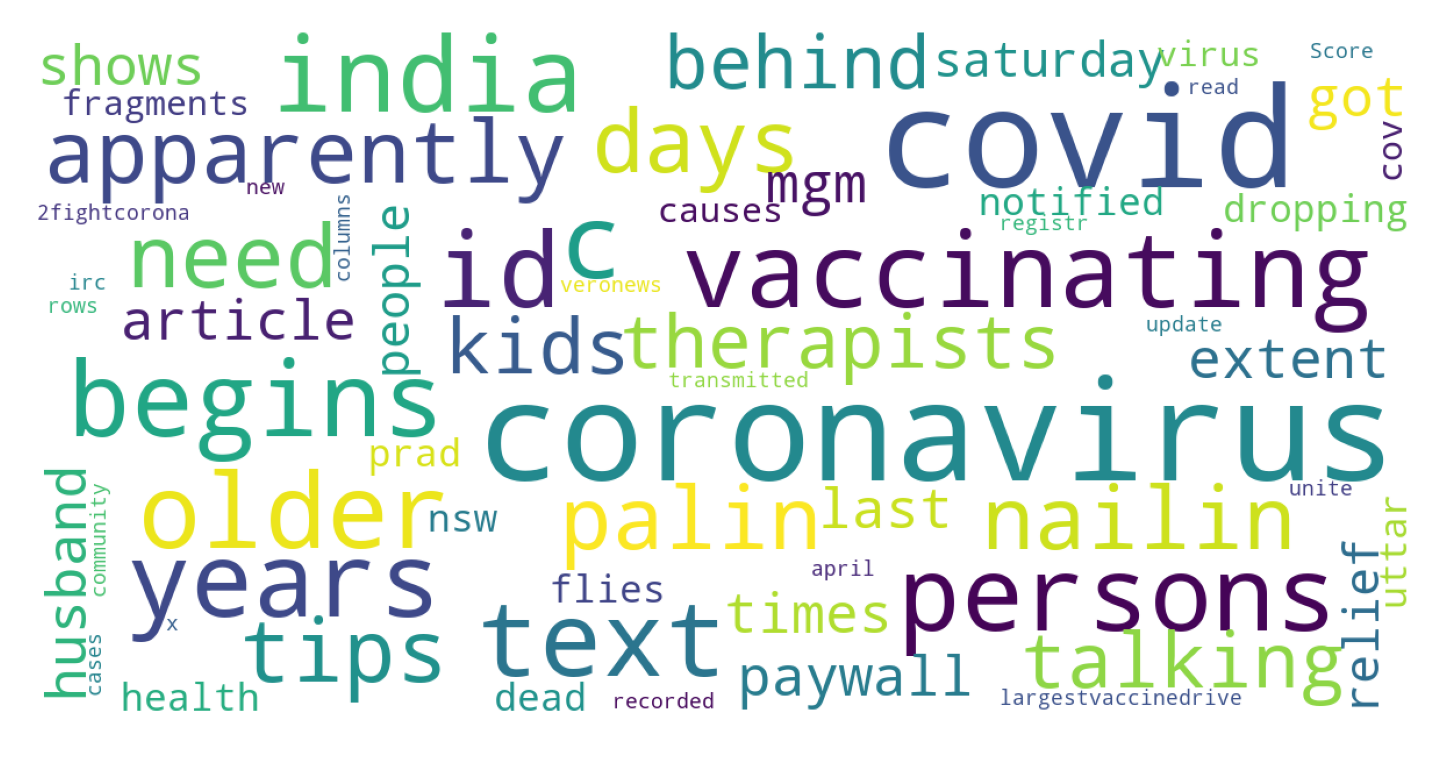 shows
india
behind
saturday
virus
Score
fragments
read
got
apparently
days
covid
cov
new
mgm
2fightcorona
columns
people
causes
notified
registr
dropping
need
id
c
vaccinating
irc
veronews
rows
article
kids
therapists
update
extent
begins
transmitted
coronavirus
prad
husband
community
older
nsw
palin
last
nailin
unite
uttar
years
x
flies
april
times
persons
relief
tips
text
talking
cases
health
dead
recorded
paywall
largestvaccinedrive